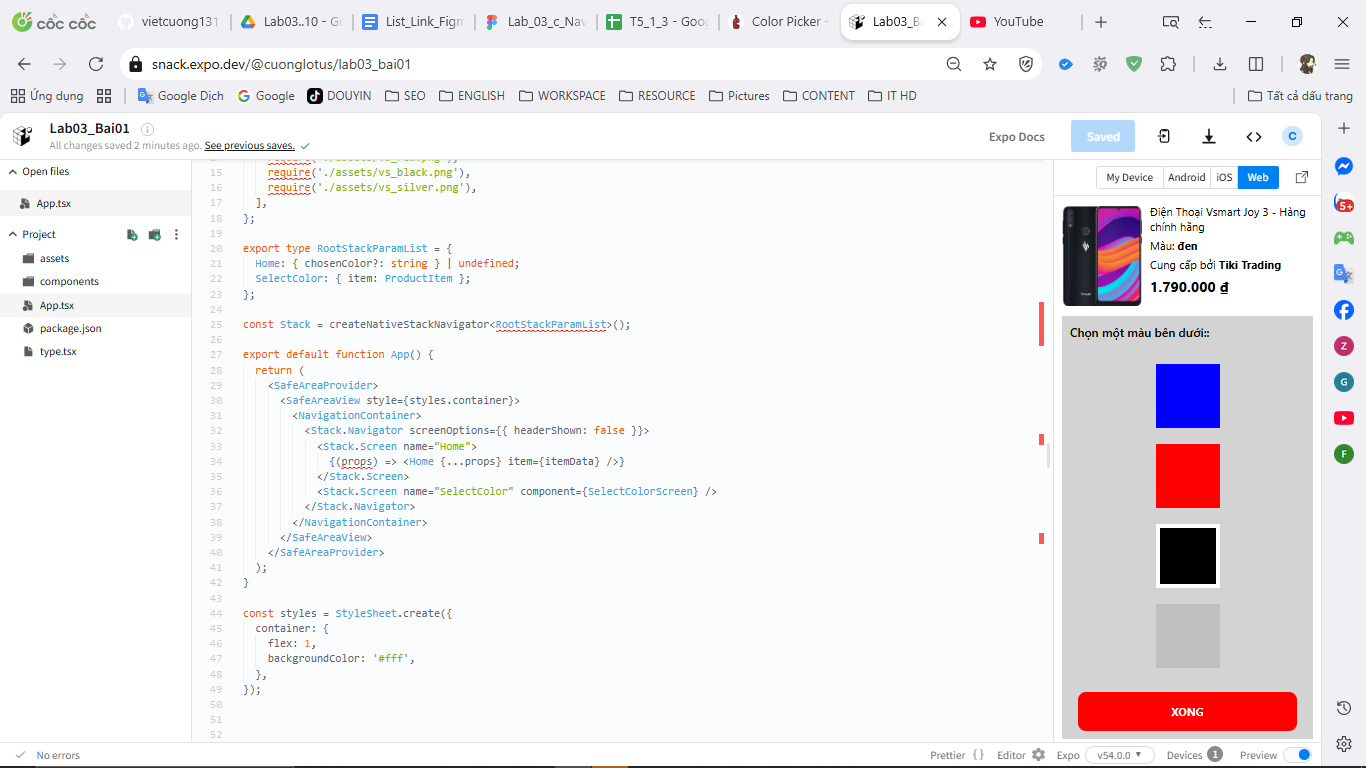 cốc cốc
vietcuong131
Lab03..10 - Go
List_Link_Figm
Lab_03_c_Nav
T5_1_3 - Goog
Color Picker -
Lab03_Ba
YouTube
snack.expo.dev/@cuonglotus/lab03_bai01
Ứng dụng
Google Dịch
Google
DOUYIN
SEO
ENGLISH
WORKSPACE
RESOURCE
Pictures
CONTENT
IT HD
Tất cả dấu trang
Lab03_Bai01
All changes saved 2 minutes ago. See previous saves.
Expo Docs
Saved
C
Open files
App.tsx
Project
assets
components
App.tsx
package.json
type.tsx
15 require('./assets/vs_black.png'),
16 require('./assets/vs_silver.png'),
17 ],
18 };
19
20 export type RootStackParamList = {
21 Home: { chosenColor?: string } | undefined;
22 SelectColor: { item: ProductItem };
23 };
24
25 const Stack = createNativeStackNavigator<RootStackParamList>();
26
27 export default function App() {
28 return (
29 <SafeAreaProvider>
30 <SafeAreaView style={styles.container}>
31 <NavigationContainer>
32 <Stack.Navigator screenOptions={{ headerShown: false }}>
33 <Stack.Screen name="Home">
34 {(props) => <Home {...props} item={itemData} />}
35 </Stack.Screen>
36 <Stack.Screen name="SelectColor" component={SelectColorScreen} />
37 </Stack.Navigator>
38 </NavigationContainer>
39 </SafeAreaView>
40 </SafeAreaProvider>
41 );
42 }
43
44 const styles = StyleSheet.create({
45 container: {
46 flex: 1,
47 backgroundColor: '#fff',
48 },
49 });
50
51
52
My Device
Android
iOS
Web
Điện Thoại Vsmart Joy 3 - Hàng
chính hãng
Màu: đen
Cung cấp bởi Tiki Trading
1.790.000 ₫
Chọn một màu bên dưới::
XONG
5+
Z
G
F
No errors
Prettier { }
Editor
Expo
v54.0.0
Devices 1
Preview